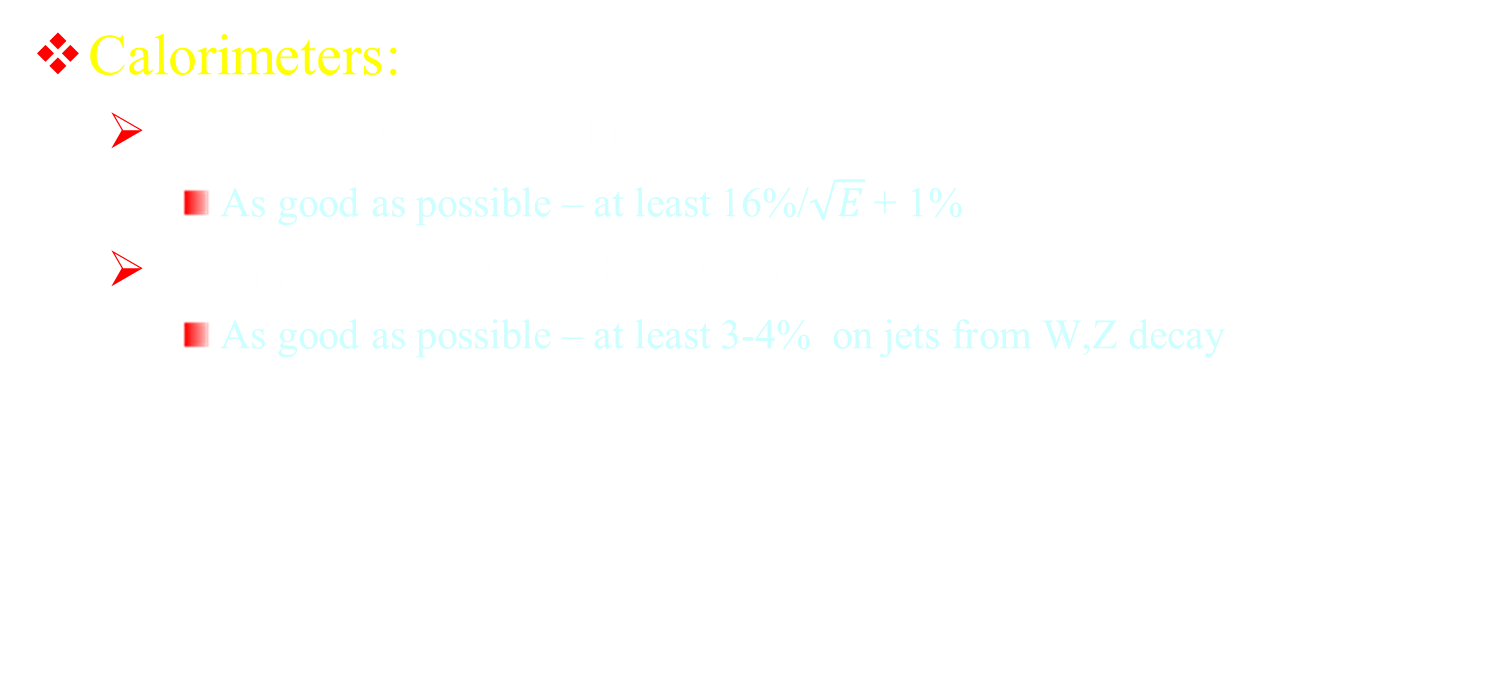 ❖ Calorimeters:
➢
■ As good as possible – at least 16%/√E + 1%
➢
■ As good as possible – at least 3-4%  on jets from W,Z decay